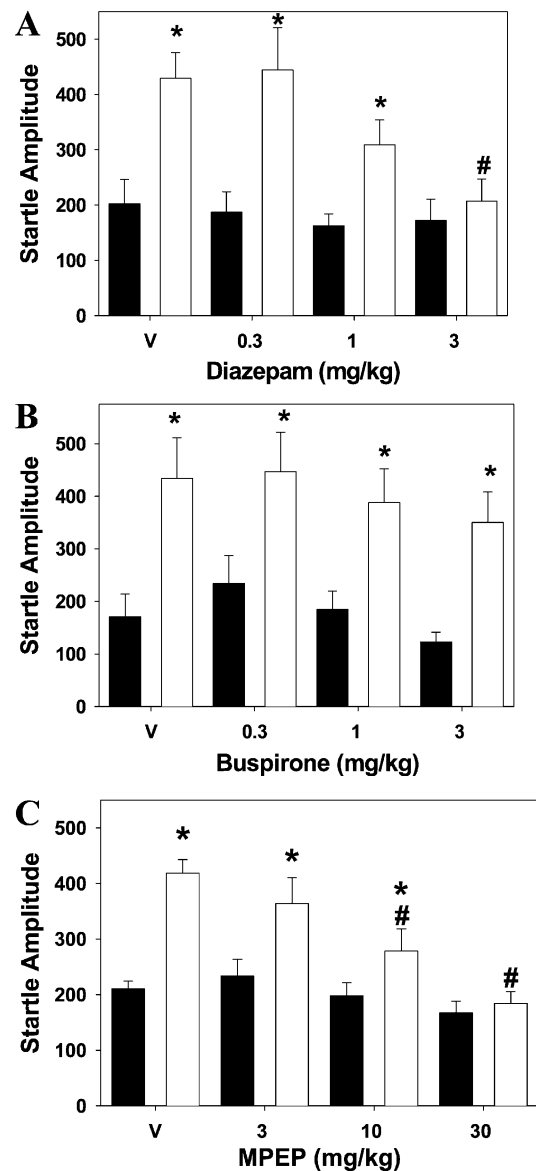 A
Startle Amplitude
500
400
300
200
100
0
*
*
*
#
V 0.3 1 3
Diazepam (mg/kg)
B
Startle Amplitude
500
400
300
200
100
0
*
*
*
*
V 0.3 1 3
Buspirone (mg/kg)
C
Startle Amplitude
500
400
300
200
100
0
*
*
*
#
#
V 3 10 30
MPEP (mg/kg)